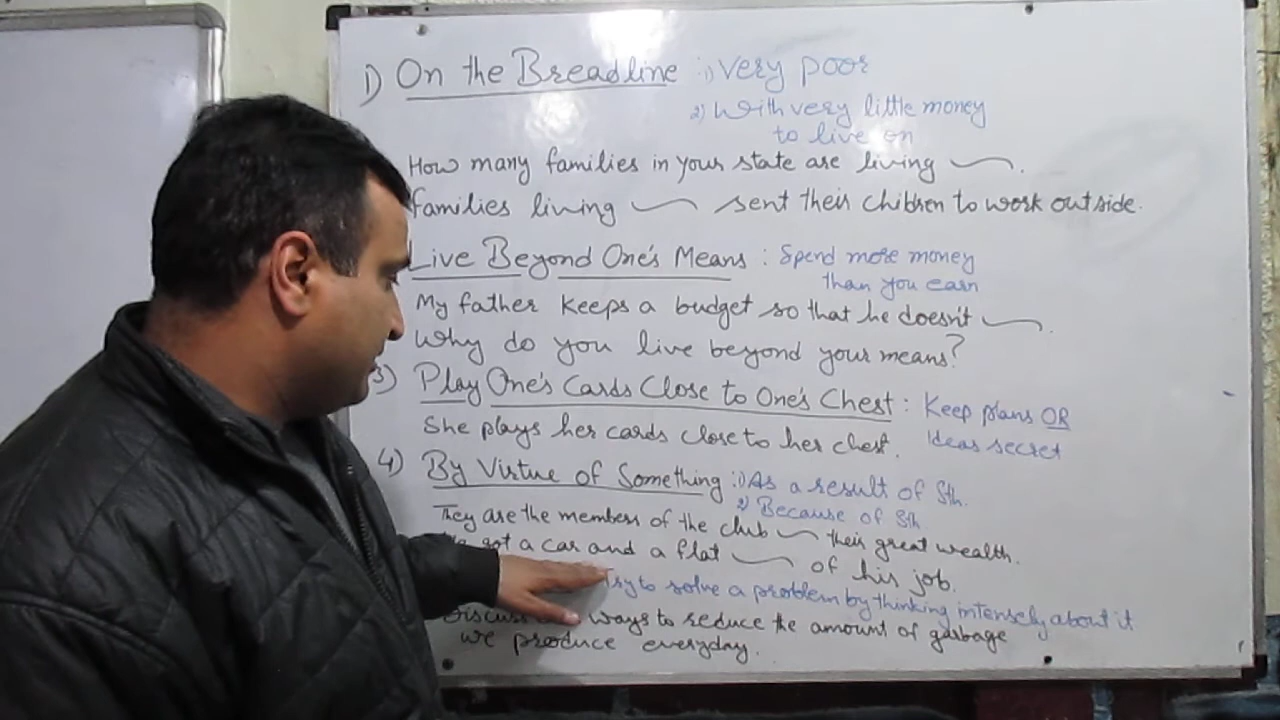 1) On the Breadline : 1) Very poor
2) With very little money
to live on
How many families in your state are living ——.
Families living —— sent their children to work outside.
Live Beyond One's Means : Spend more money
than you earn
My father keeps a budget so that he doesn't ——.
Why do you live beyond your means?
3) Play One's Cards Close to One's Chest : Keep plans OR
Ideas secret
She plays her cards close to her chest.
4) By Virtue of Something : 1) As a result of Sth.
2) Because of Sth
They are the members of the club —— their great wealth.
got a car and a flat —— of his job.
Try to solve a problem by thinking intensely about it
Discuss ways to reduce the amount of garbage
we produce everyday.